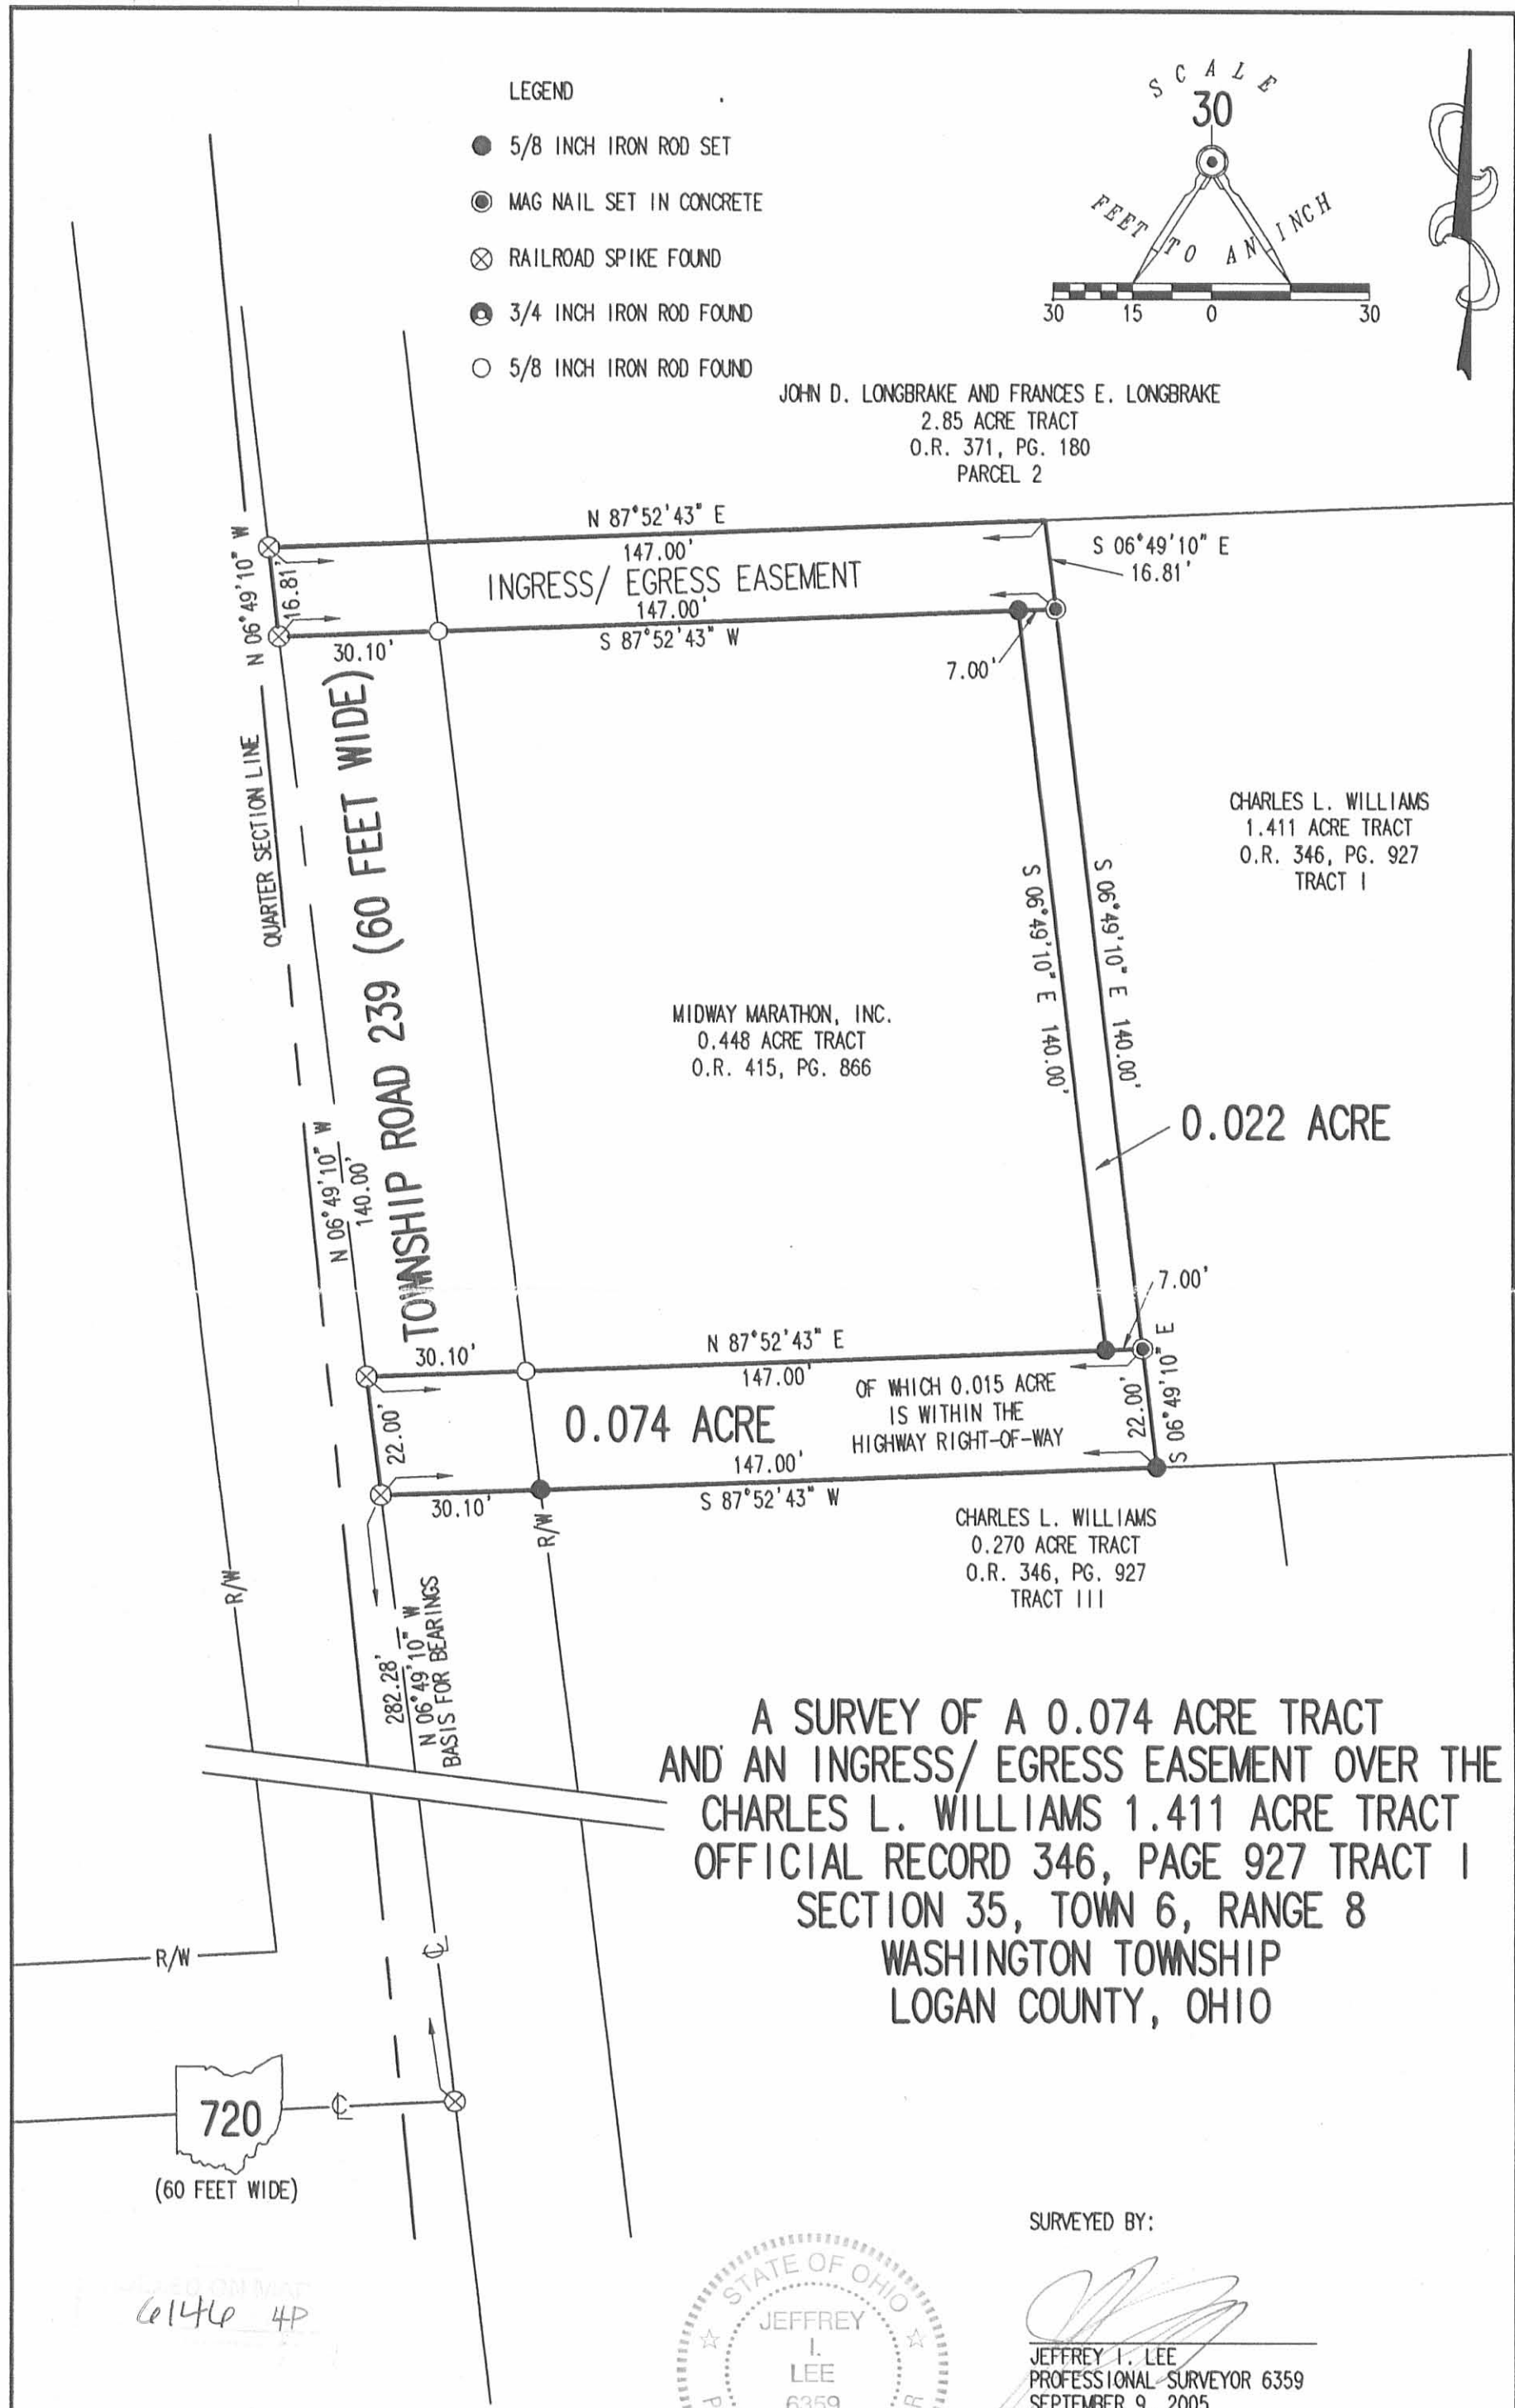 LEGEND
5/8 INCH IRON ROD SET
MAG NAIL SET IN CONCRETE
RAILROAD SPIKE FOUND
3/4 INCH IRON ROD FOUND
5/8 INCH IRON ROD FOUND
SCALE
30
FEET TO AN INCH
30 15 0 30
JOHN D. LONGBRAKE AND FRANCES E. LONGBRAKE
2.85 ACRE TRACT
O.R. 371, PG. 180
PARCEL 2
N 87°52'43" E
147.00'
S 06°49'10" E
16.81'
INGRESS/ EGRESS EASEMENT
147.00'
S 87°52'43" W
N 06°49'10" W
16.81'
30.10'
7.00'
QUARTER SECTION LINE
TOWNSHIP ROAD 239 (60 FEET WIDE)
CHARLES L. WILLIAMS
1.411 ACRE TRACT
O.R. 346, PG. 927
TRACT I
S 06°49'10" E 140.00'
S 06°49'10" E 140.00'
MIDWAY MARATHON, INC.
0.448 ACRE TRACT
O.R. 415, PG. 866
0.022 ACRE
N 06°49'10" W
140.00'
7.00'
N 87°52'43" E
30.10'
147.00'
OF WHICH 0.015 ACRE
IS WITHIN THE
HIGHWAY RIGHT-OF-WAY
0.074 ACRE
22.00'
22.00'
S 06°49'10" E
147.00'
S 87°52'43" W
30.10'
R/W
R/W
CHARLES L. WILLIAMS
0.270 ACRE TRACT
O.R. 346, PG. 927
TRACT III
282.28'
N 06°49'10" W
BASIS FOR BEARINGS
A SURVEY OF A 0.074 ACRE TRACT
AND AN INGRESS/ EGRESS EASEMENT OVER THE
CHARLES L. WILLIAMS 1.411 ACRE TRACT
OFFICIAL RECORD 346, PAGE 927 TRACT I
SECTION 35, TOWN 6, RANGE 8
WASHINGTON TOWNSHIP
LOGAN COUNTY, OHIO
R/W
℄
720
℄
(60 FEET WIDE)
6146 4P
STATE OF OHIO
JEFFREY
I.
LEE
6359
SURVEYED BY:
JEFFREY I. LEE
PROFESSIONAL SURVEYOR 6359
SEPTEMBER 9, 2005